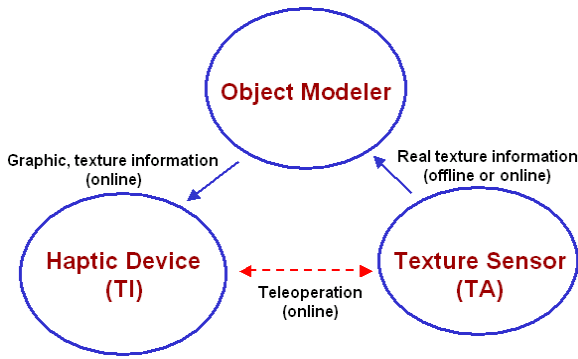 Object Modeler
Graphic, texture information
(online)
Real texture information
(offline or online)
Haptic Device
(TI)
Teleoperation
(online)
Texture Sensor
(TA)